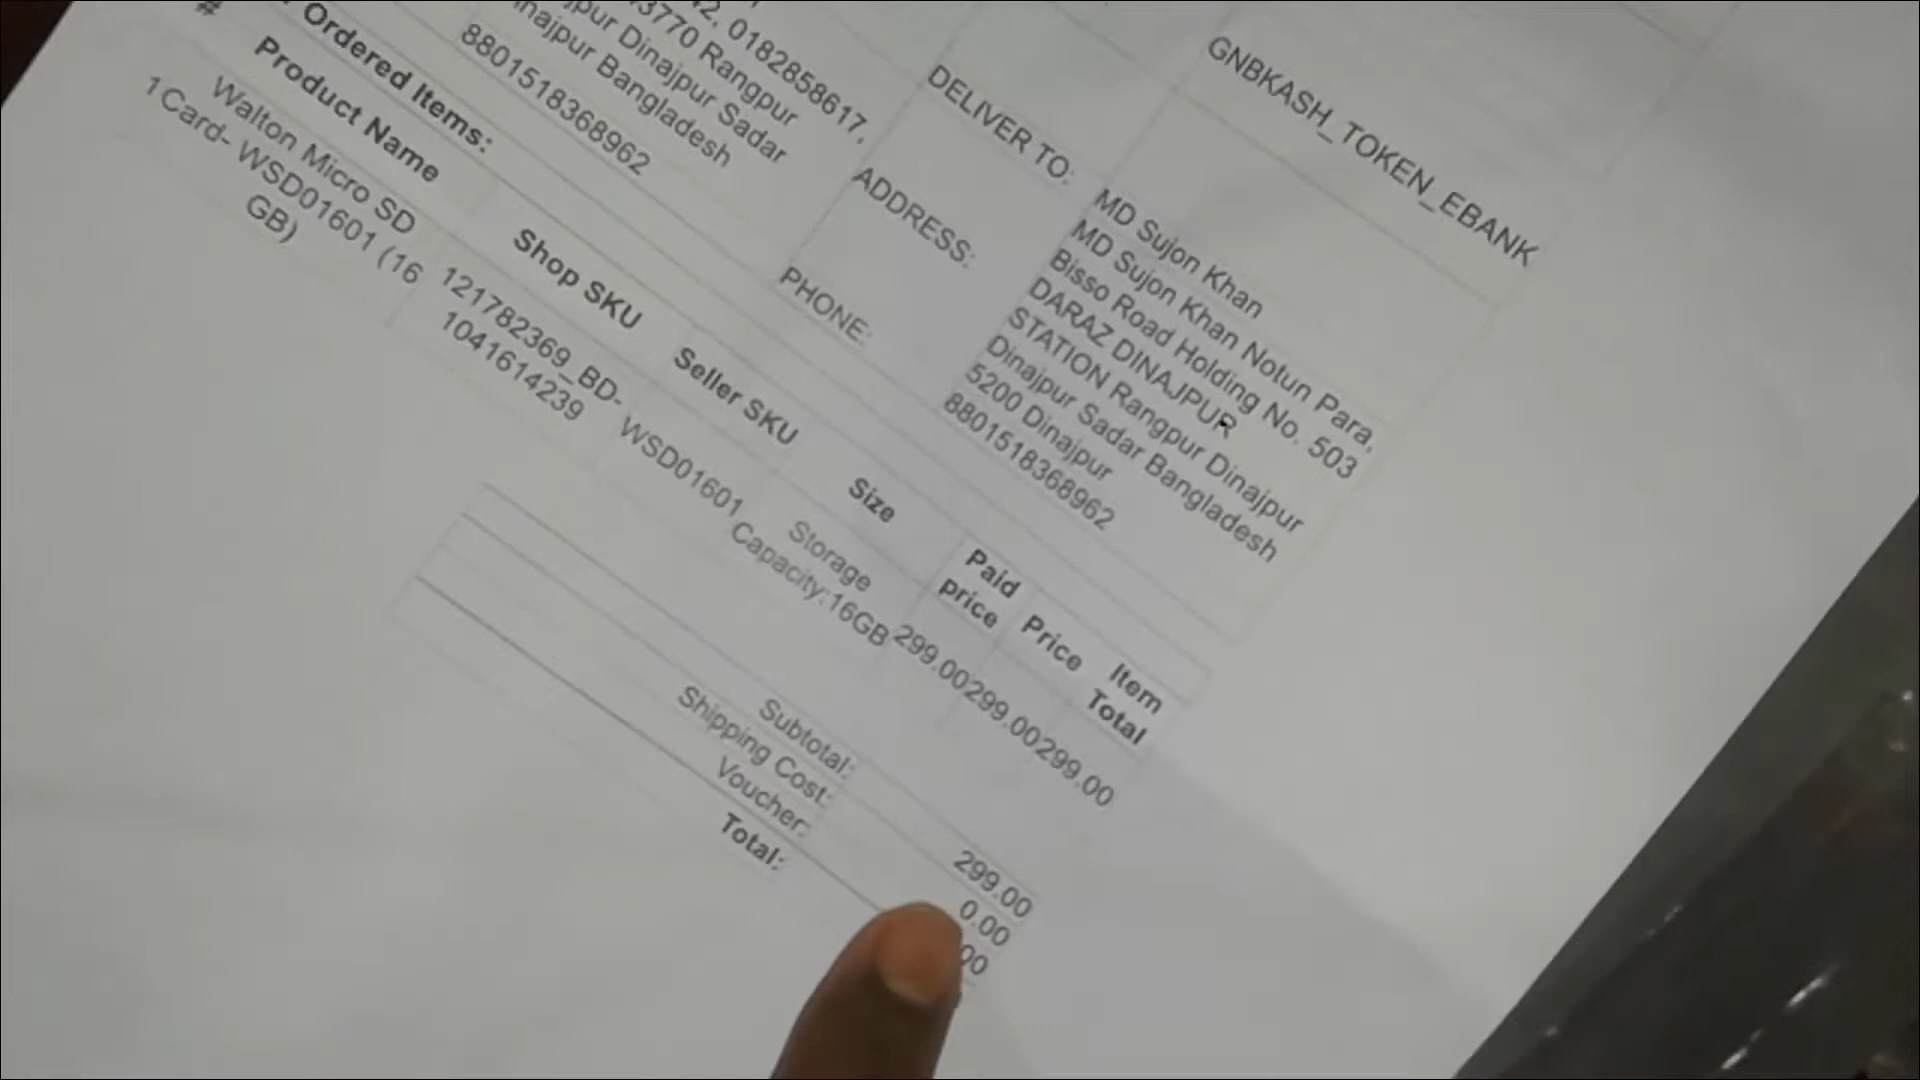 GNBKASH_TOKEN_EBANK
2, 0182858617,
43770 Rangpur
pur Dinajpur Sadar
najpur Bangladesh
8801518368962
DELIVER TO:
MD Sujon Khan
ADDRESS:
MD Sujon Khan Notun Para,
Bisso Road Holding No. 503
DARAZ DINAJPUR
STATION Rangpur Dinajpur
Dinajpur Sadar Bangladesh
5200 Dinajpur
PHONE:
8801518368962
Ordered Items:
#
Product Name
Shop SKU
Seller SKU
Size
Paid
price
Price
Item
Total
1
Walton Micro SD
Card- WSD01601 (16
GB)
121782369_BD-
1041614239
WSD01601
Storage
Capacity:16GB
299.00
299.00
299.00
Subtotal:
299.00
Shipping Cost:
0.00
Voucher:
00
Total: